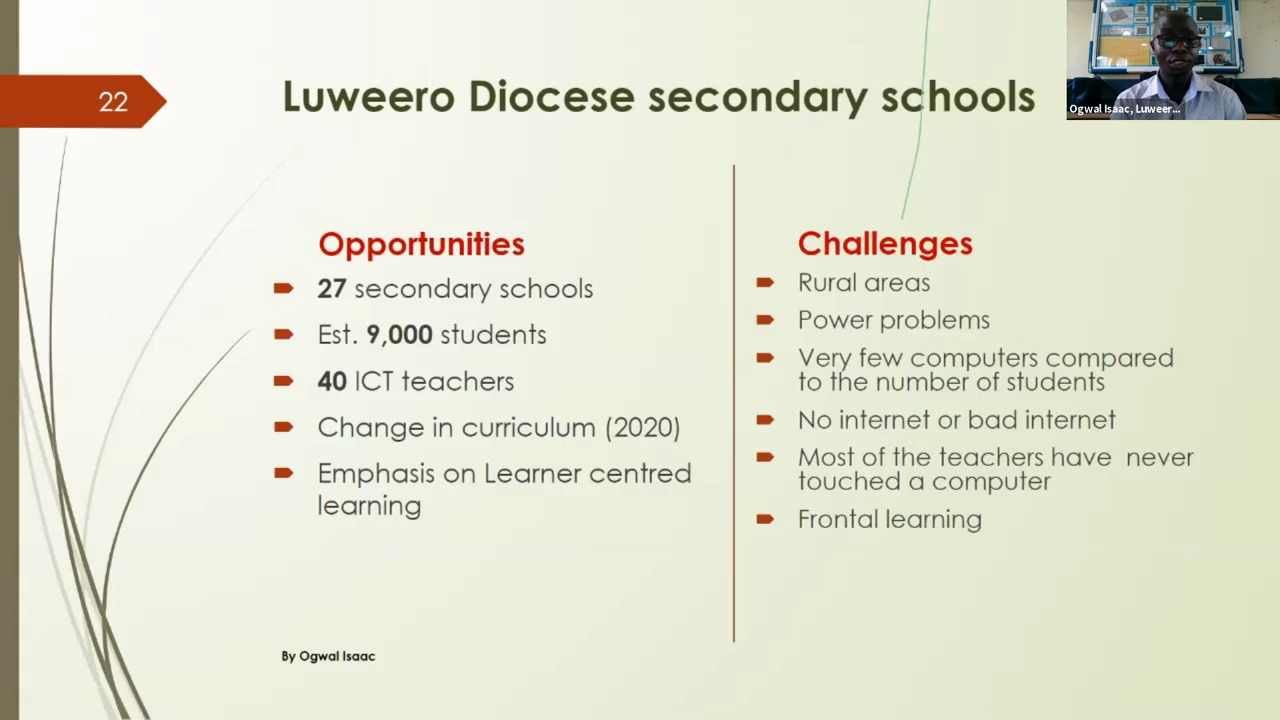 22
Luweero Diocese secondary schools
Ogwal Isaac, Luweer...
Opportunities
27 secondary schools
Est. 9,000 students
40 ICT teachers
Change in curriculum (2020)
Emphasis on Learner centred
learning
Challenges
Rural areas
Power problems
Very few computers compared
to the number of students
No internet or bad internet
Most of the teachers have never
touched a computer
Frontal learning
By Ogwal Isaac